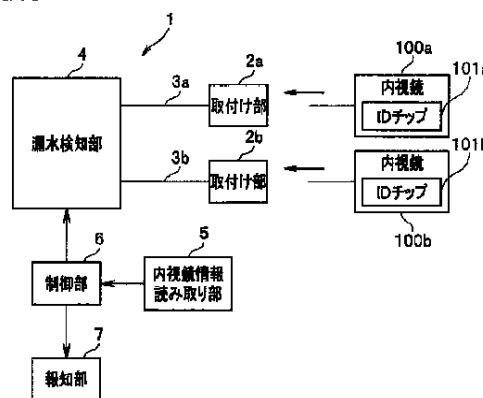 1
4
漏水検知部
3a
2a
取付け部
100a
内視鏡
101a
IDチップ
3b
2b
取付け部
内視鏡
101b
IDチップ
100b
6
制御部
5
内視鏡情報
読み取り部
7
報知部